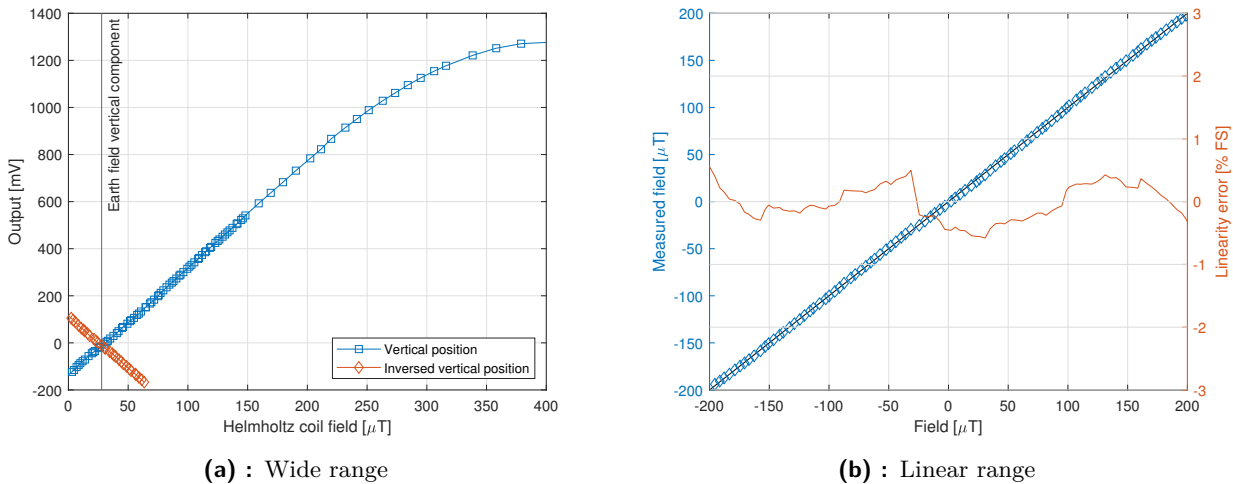 1400
1200
1000
800
600
400
200
0
-200
Output [mV]
Earth field vertical component
Vertical position
Inversed vertical position
0 50 100 150 200 250 300 350 400
Helmholtz coil field [μT]
(a) : Wide range
200
150
100
50
0
-50
-100
-150
-200
Measured field [μT]
3
2
1
0
-1
-2
-3
Linearity error [% FS]
-200 -150 -100 -50 0 50 100 150 200
Field [μT]
(b) : Linear range